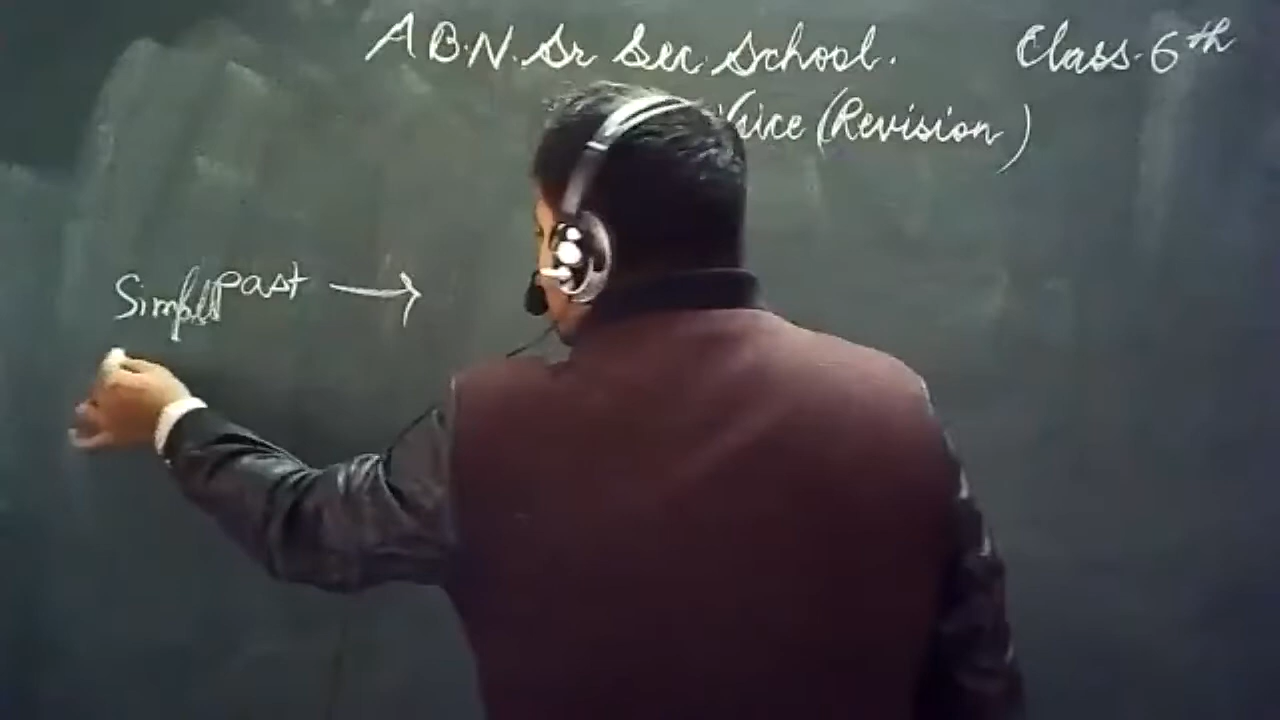 A B.N. Sr Sec. School. Class-6th
Voice (Revision)
Simple past →